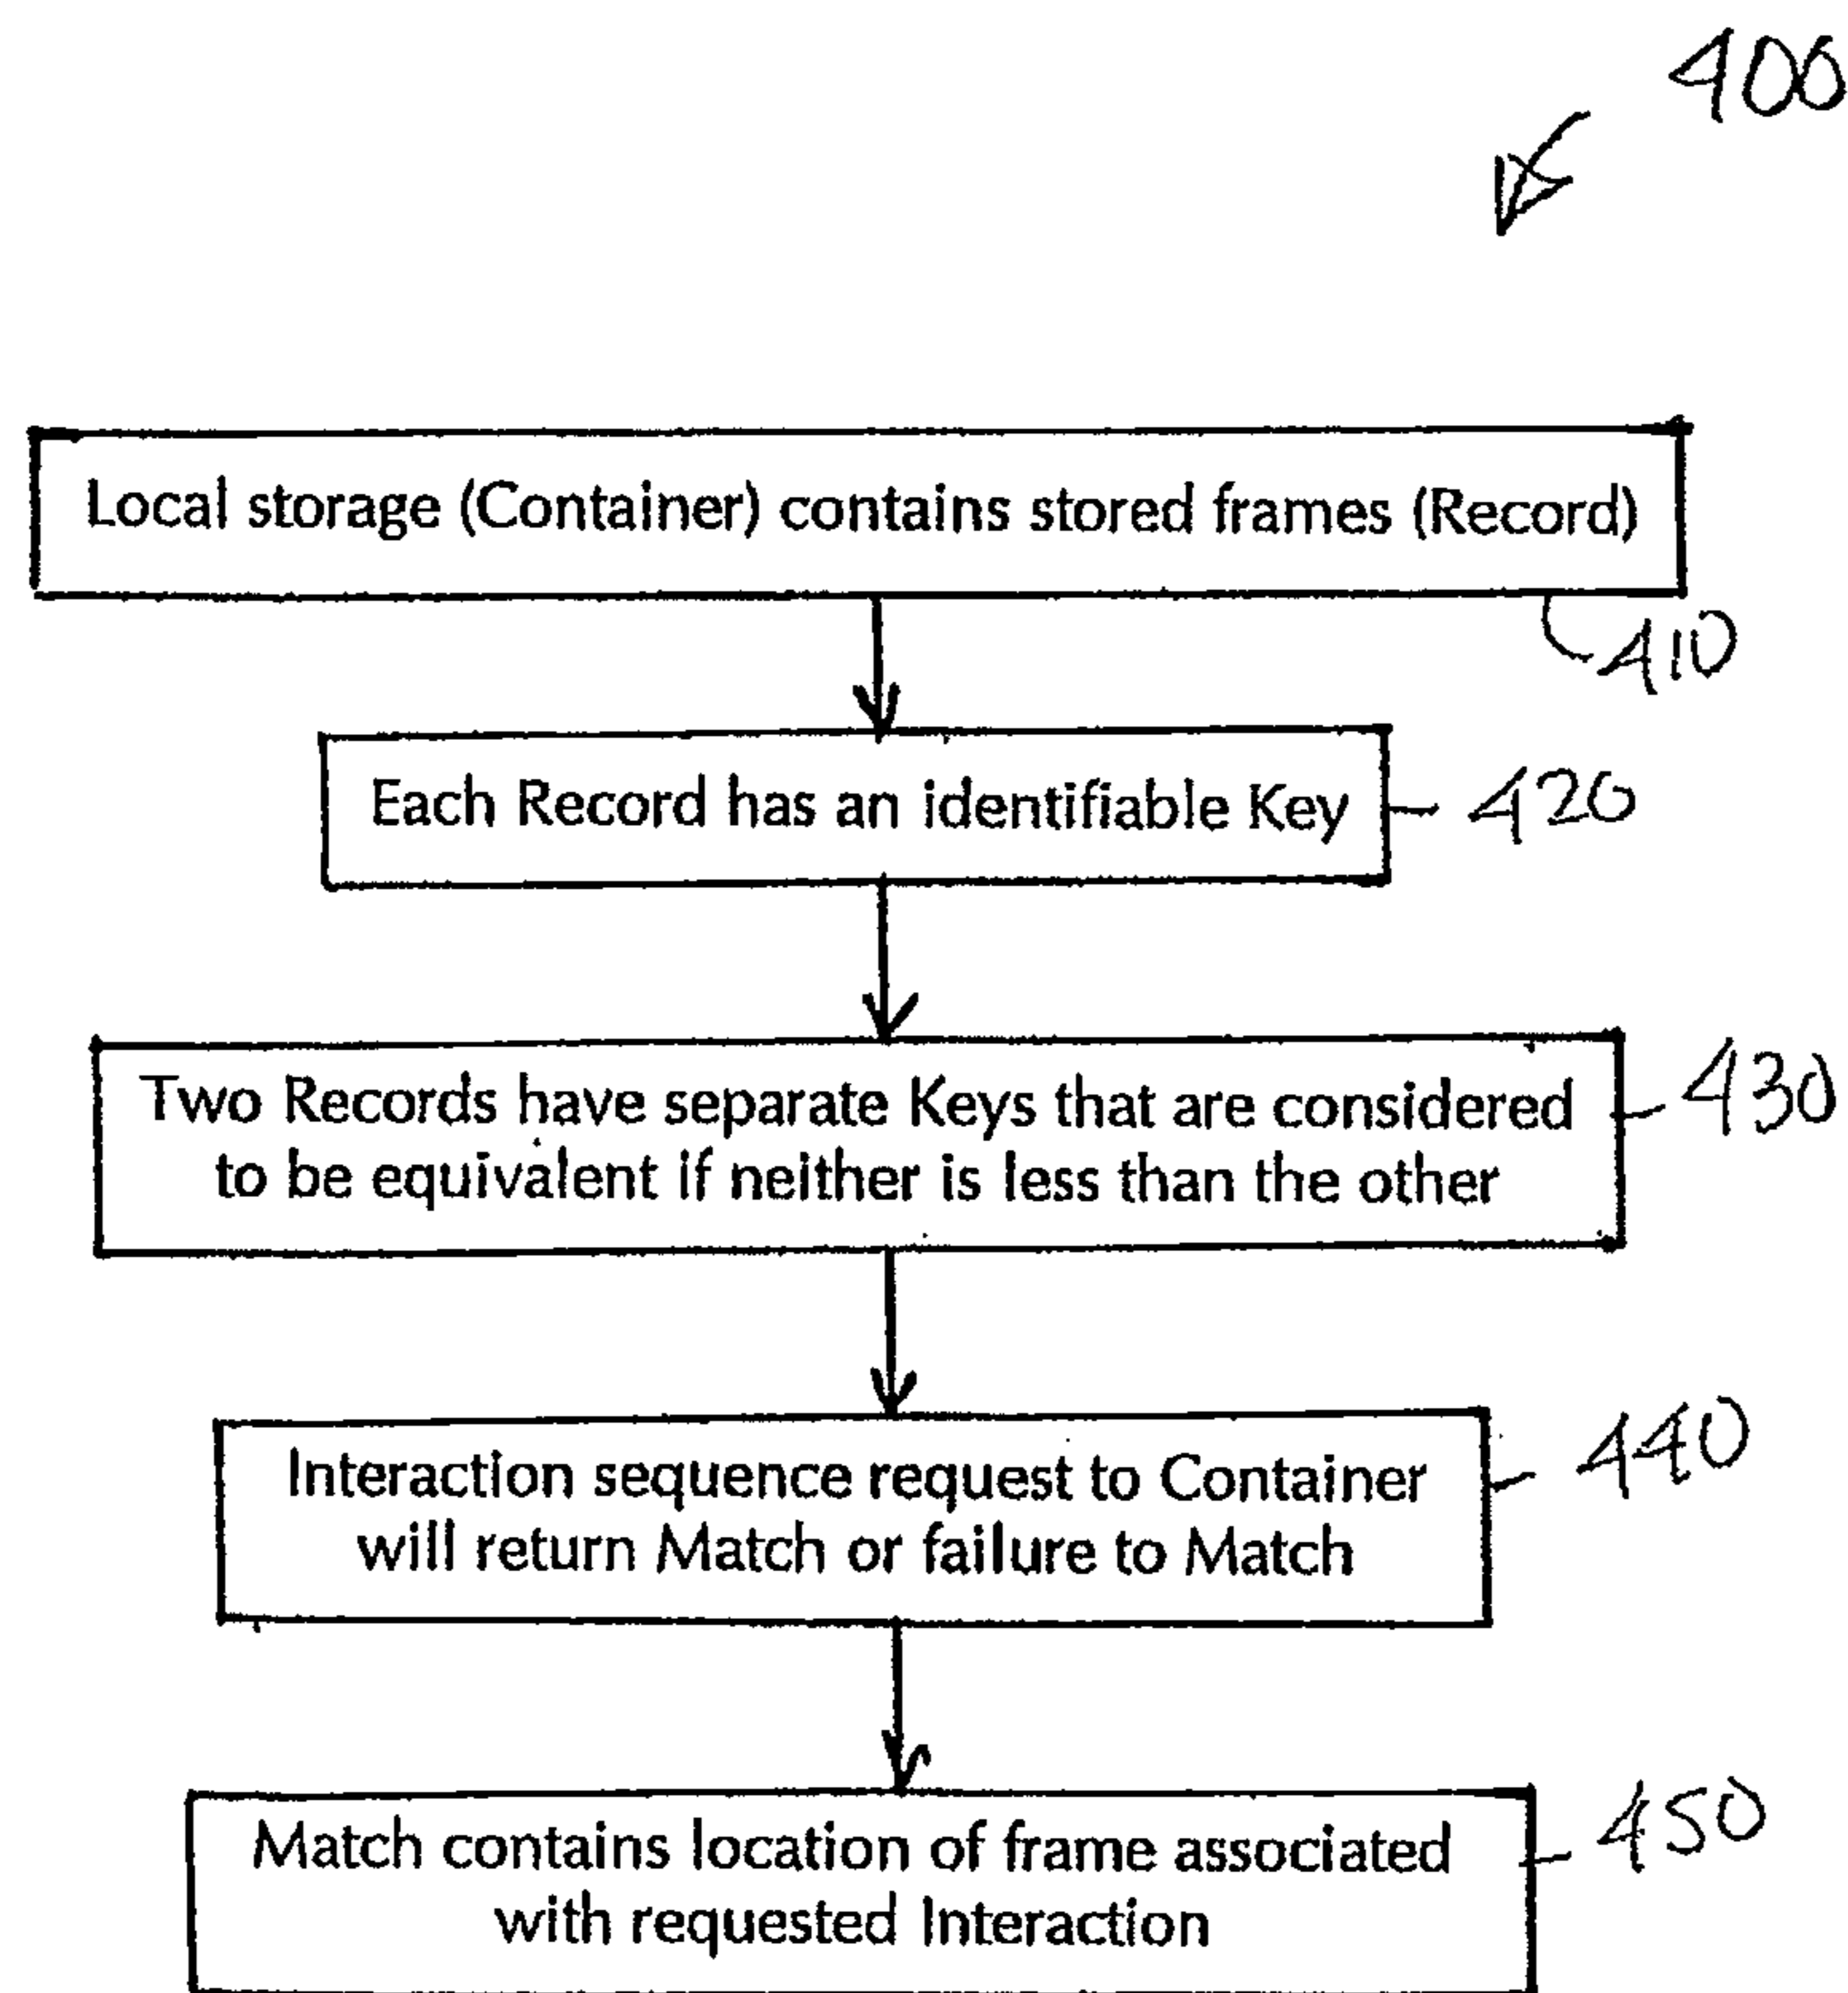 400
Local storage (Container) contains stored frames (Record)
410
Each Record has an identifiable Key
420
Two Records have separate Keys that are considered
to be equivalent if neither is less than the other
430
Interaction sequence request to Container
will return Match or failure to Match
440
Match contains location of frame associated
with requested Interaction
450